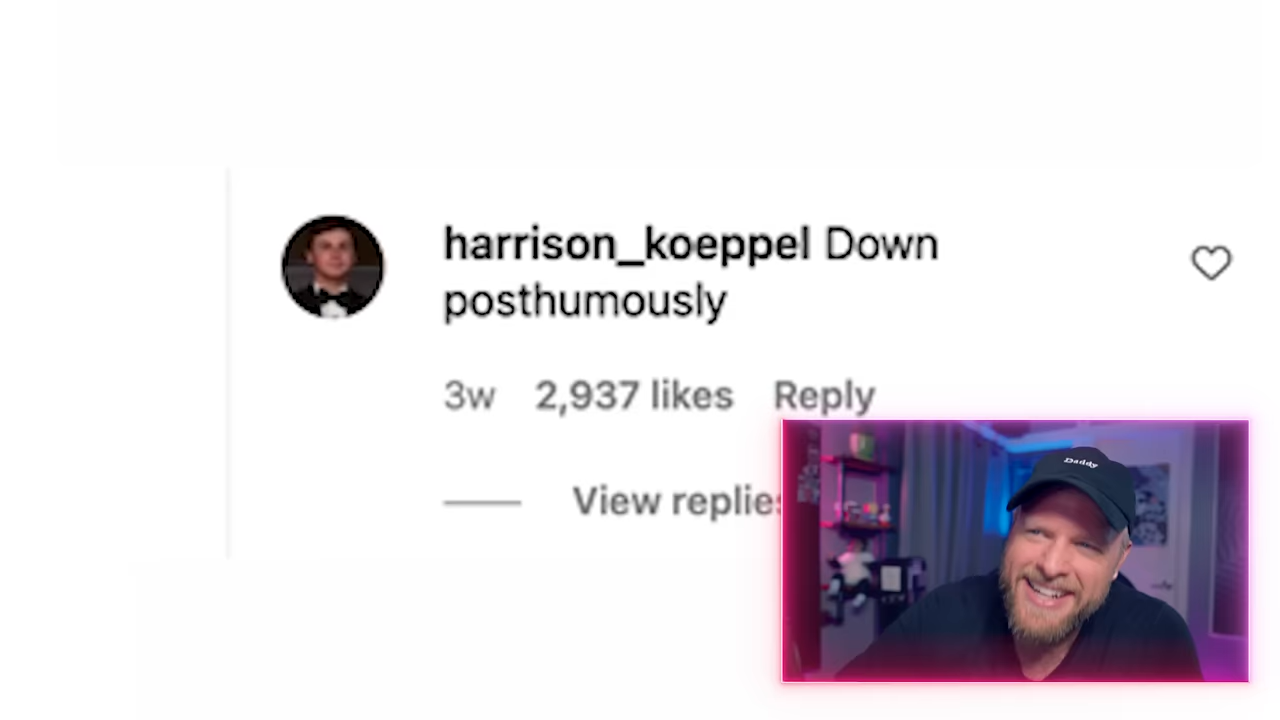 harrison_koeppel Down
posthumously
3w 2,937 likes Reply
View replies
Daddy